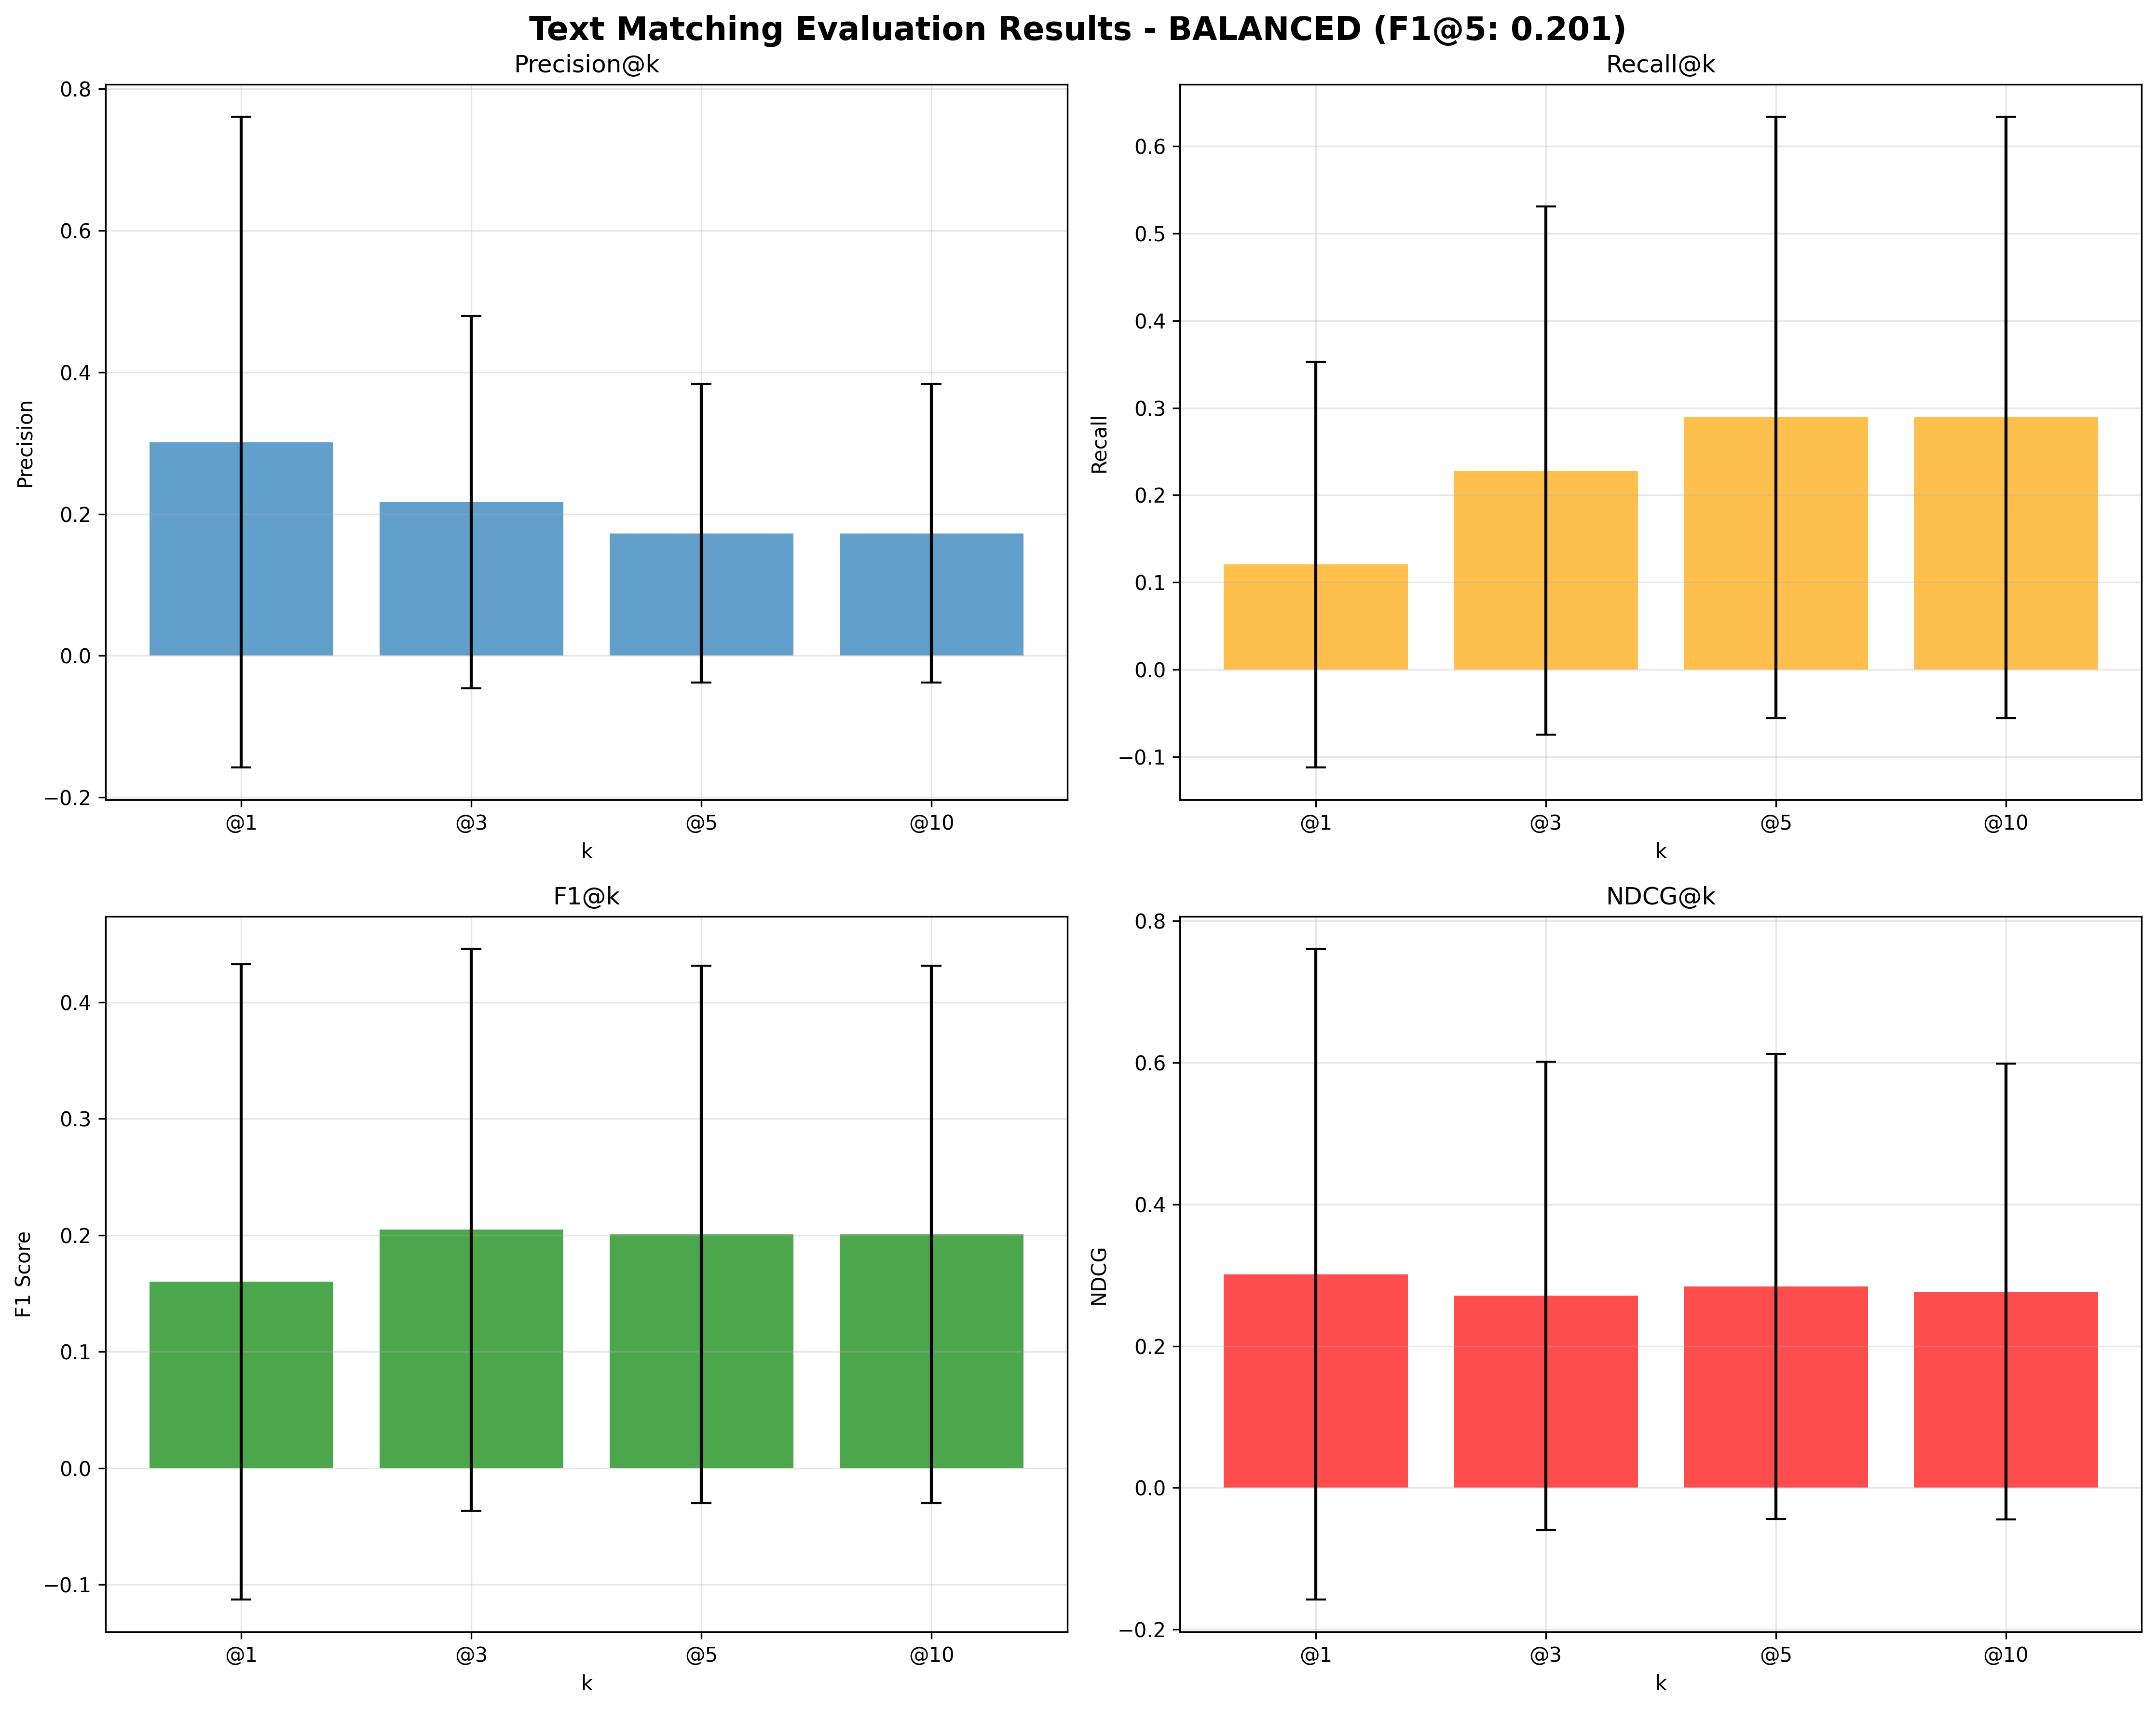 Text Matching Evaluation Results - BALANCED (F1@5: 0.201)
Precision@k
0.8
0.6
0.4
0.2
0.0
−0.2
Precision
@1 @3 @5 @10
k
Recall@k
0.6
0.5
0.4
0.3
0.2
0.1
0.0
−0.1
Recall
@1 @3 @5 @10
k
F1@k
0.4
0.3
0.2
0.1
0.0
−0.1
F1 Score
@1 @3 @5 @10
k
NDCG@k
0.8
0.6
0.4
0.2
0.0
−0.2
NDCG
@1 @3 @5 @10
k